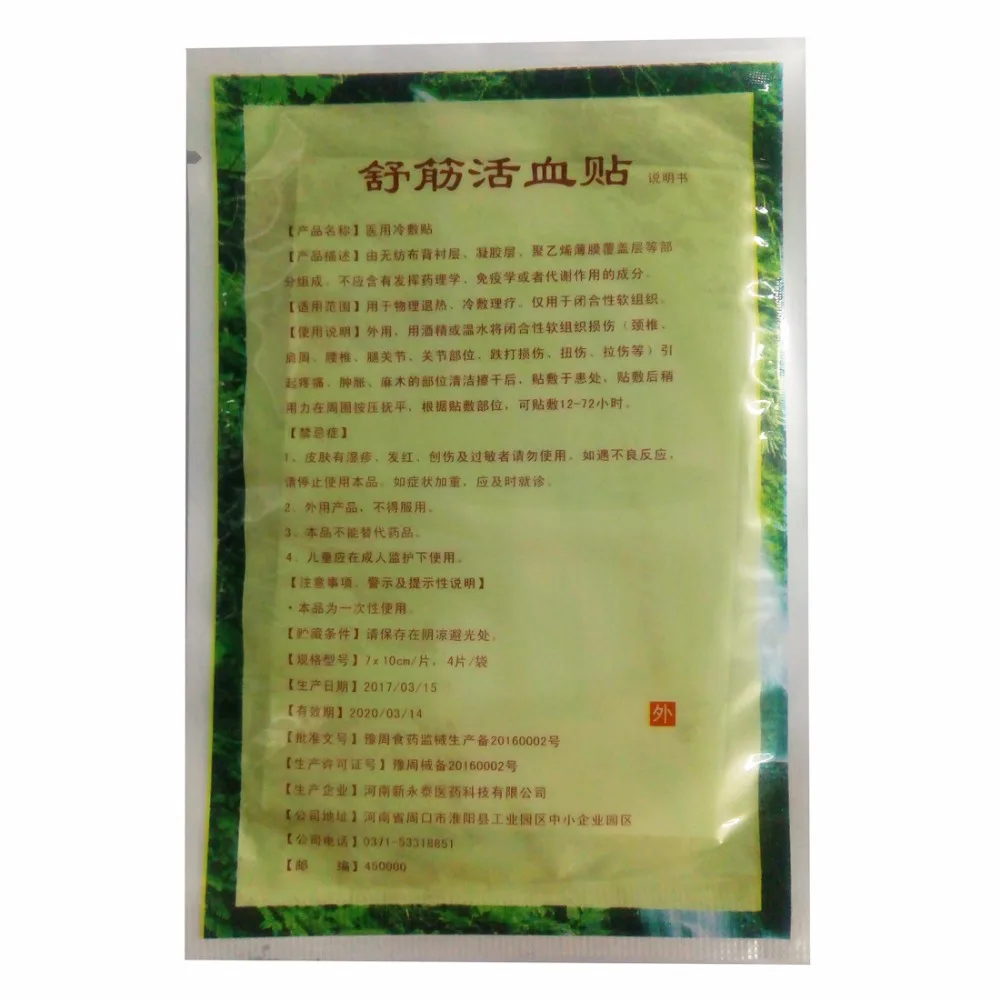 舒筋活血贴 说明书
【产品名称】医用冷敷贴
【产品描述】由无纺布背衬层、凝胶层、聚乙烯薄膜覆盖层等部
分组成。不应含有发挥药理学、免疫学或者代谢作用的成分。
【适用范围】用于物理退热、冷敷理疗。仅用于闭合性软组织。
【使用说明】外用，用酒精或温水将闭合性软组织损伤（颈椎、
肩周、腰椎、腿关节、关节部位、跌打损伤、扭伤、拉伤等）引
起疼痛、肿胀、麻木的部位清洁擦干后，贴敷于患处，贴敷后稍
用力在周围按压抚平，根据贴敷部位，可贴敷12-72小时。
【禁忌症】
1、皮肤有湿疹、发红、创伤及过敏者请勿使用。如遇不良反应，
请停止使用本品。如症状加重，应及时就诊。
2、外用产品，不得服用。
3、本品不能替代药品。
4、儿童应在成人监护下使用。
【注意事项、警示及提示性说明】
·本品为一次性使用。
【贮藏条件】请保存在阴凉避光处。
【规格型号】7x10cm/片，4片/袋
【生产日期】2017/03/15
【有效期】2020/03/14
外
【批准文号】豫周食药监械生产备20160002号
【生产许可证号】豫周械备20160002号
【生产企业】河南新永泰医药科技有限公司
【公司地址】河南省周口市淮阳县工业园区中小企业园区
【公司电话】0371-53318851
【邮 编】450000